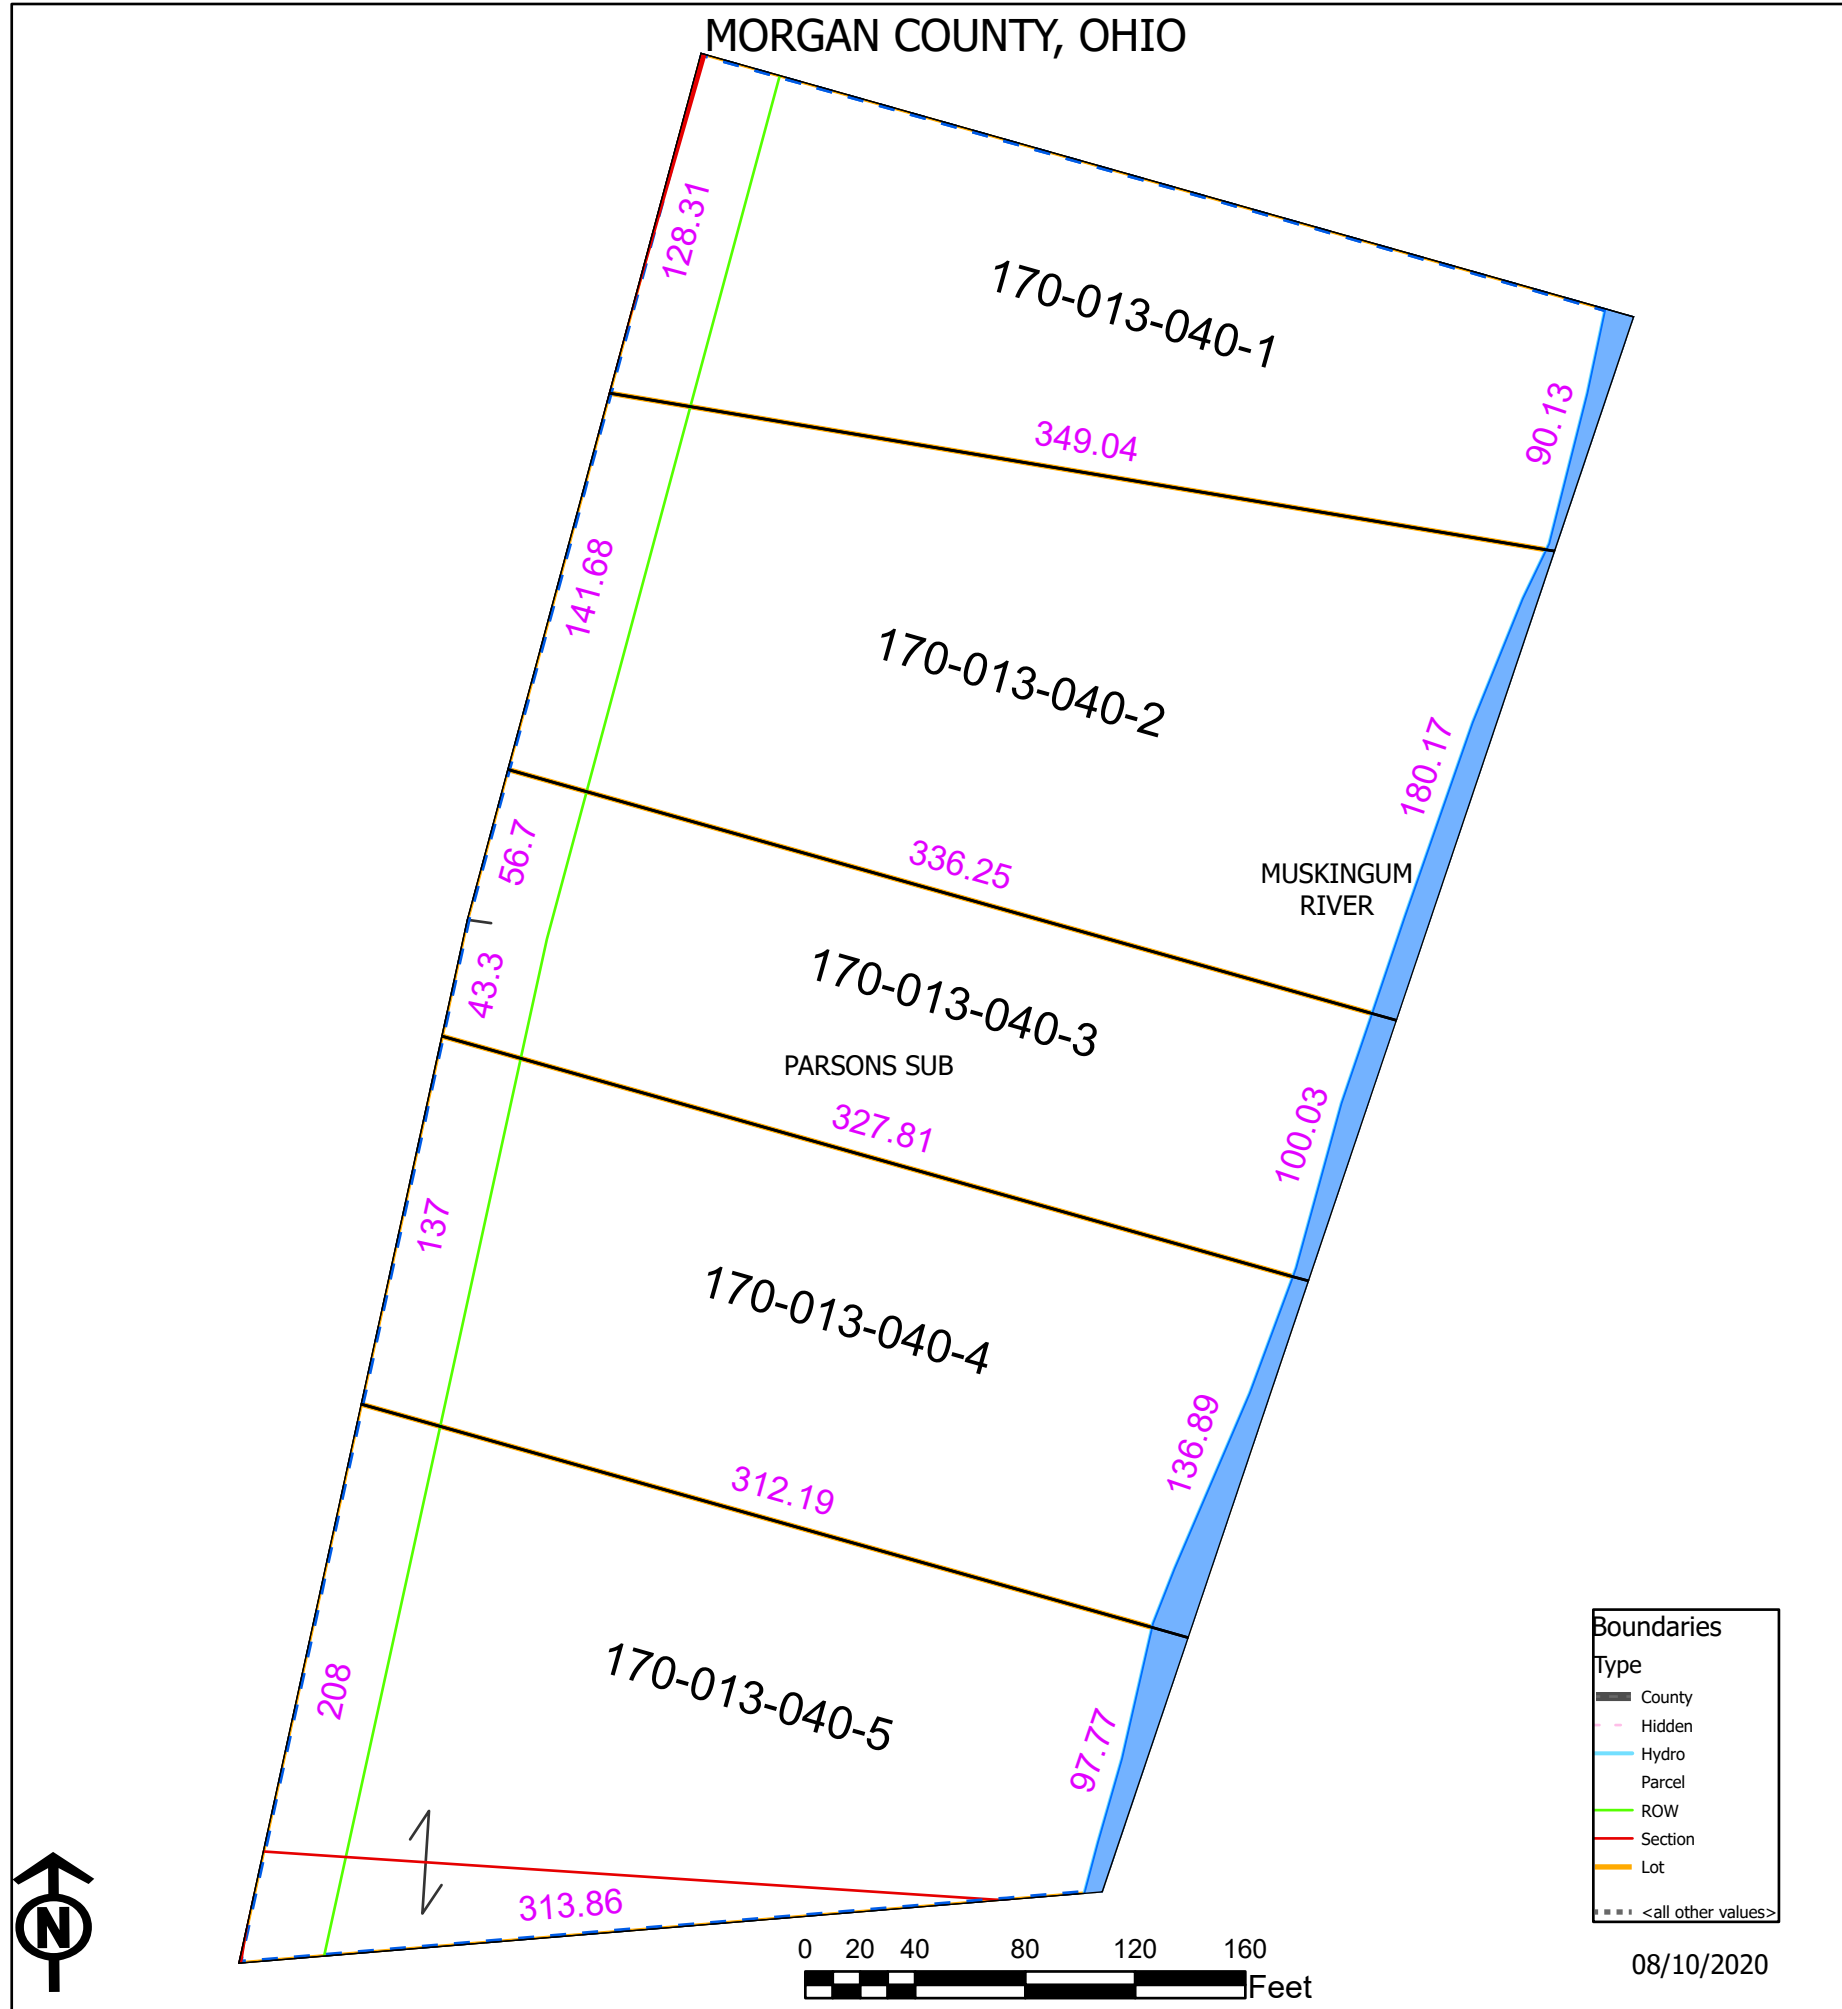 MORGAN COUNTY, OHIO
128.31
170-013-040-1
90.13
349.04
141.68
170-013-040-2
180.17
336.25
56.7
MUSKINGUM
RIVER
43.3
170-013-040-3
PARSONS SUB
100.03
327.81
137
170-013-040-4
136.89
312.19
208
170-013-040-5
97.77
313.86
Boundaries
Type
County
Hidden
Hydro
Parcel
ROW
Section
Lot
<all other values>
N
0 20 40 80 120 160
Feet
08/10/2020